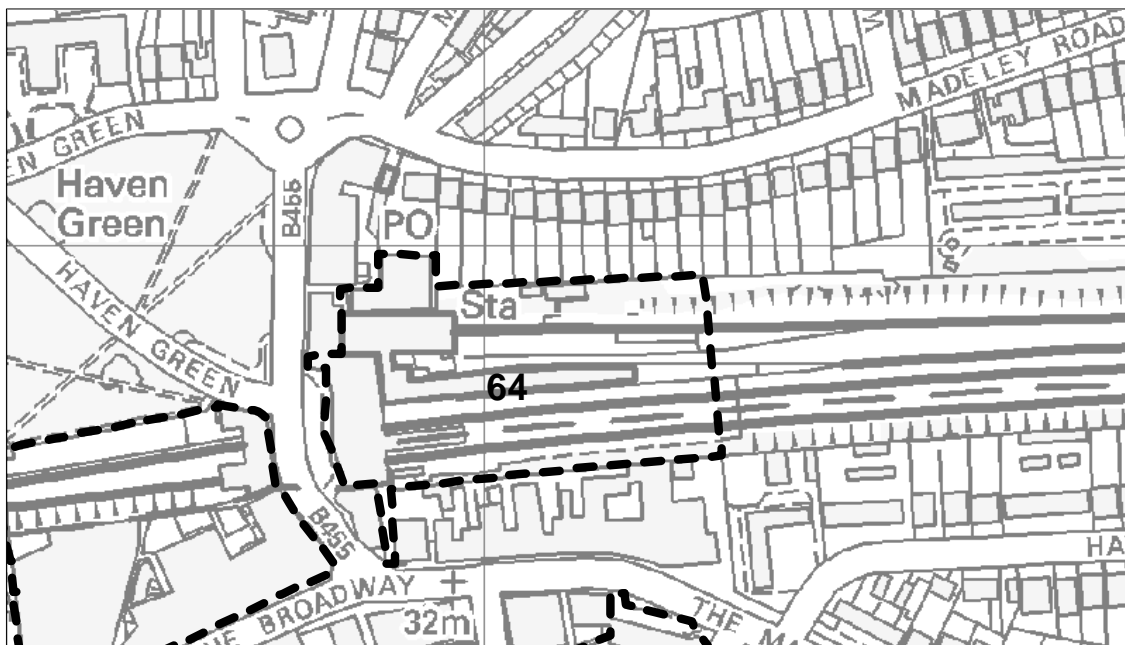 MADELEY ROAD
EN GREEN
Haven
Green
B455
PO
HAVEN GREEN
Sta
64
B455
HA
BROADWAY
32m
THE